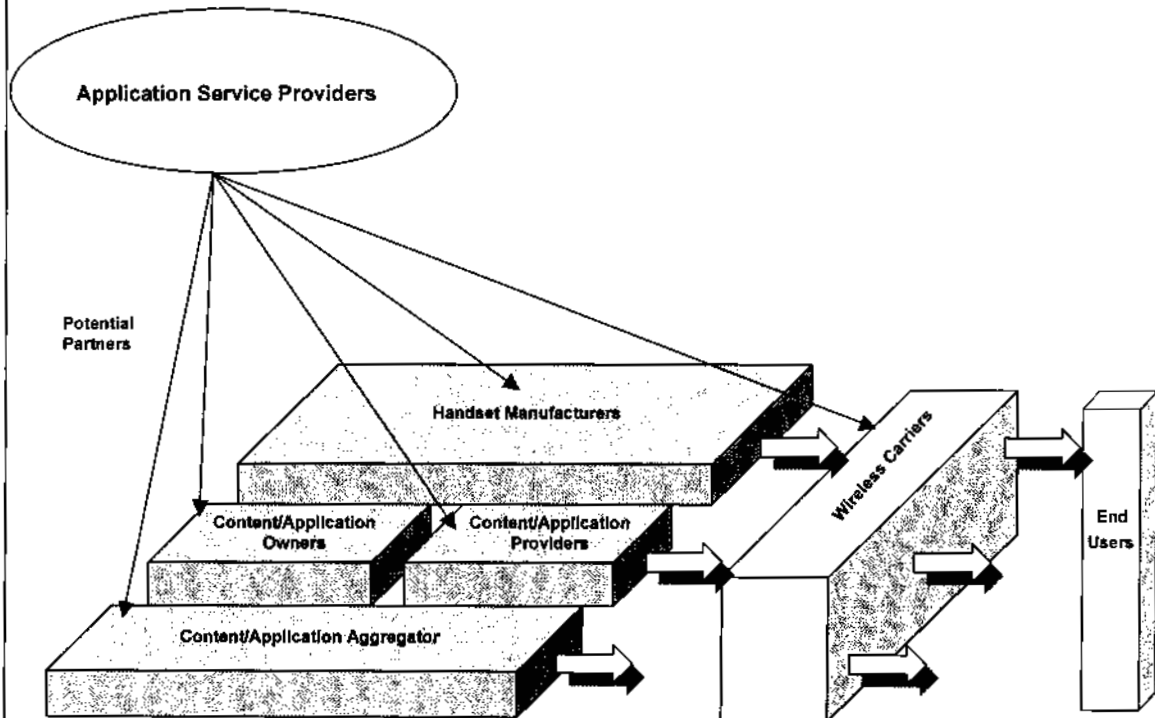 Application Service Providers
Potential
Partners
Handset Manufacturers
Wireless Carriers
Content/Application
Owners
Content/Application
Providers
End
Users
Content/Application Aggregator